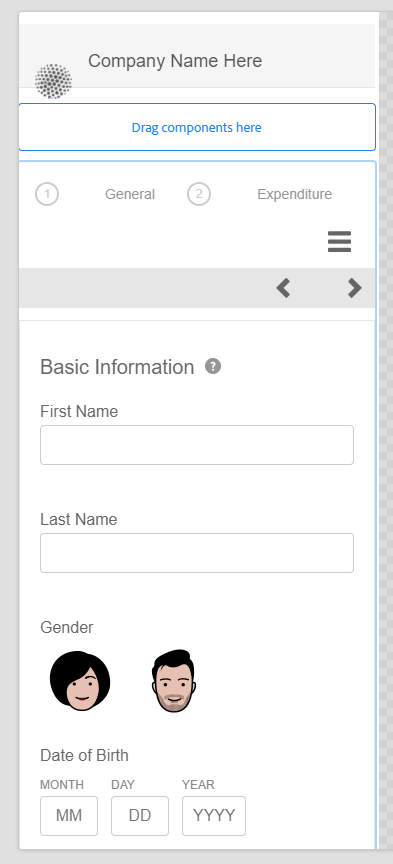 Company Name Here
Drag components here
1 General 2 Expenditure
Basic Information ?
First Name
Last Name
Gender
Date of Birth
MONTH DAY YEAR
MM DD YYYY